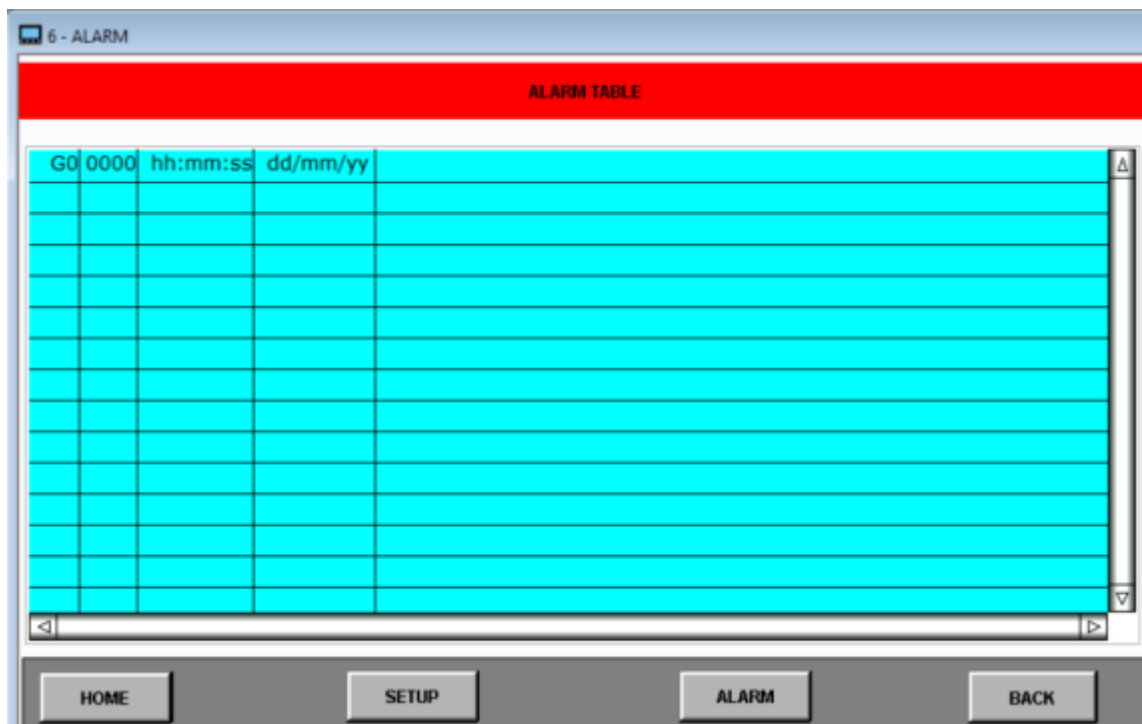 6 - ALARM
ALARM TABLE
G0 0000 hh:mm:ss dd/mm/yy
HOME SETUP ALARM BACK